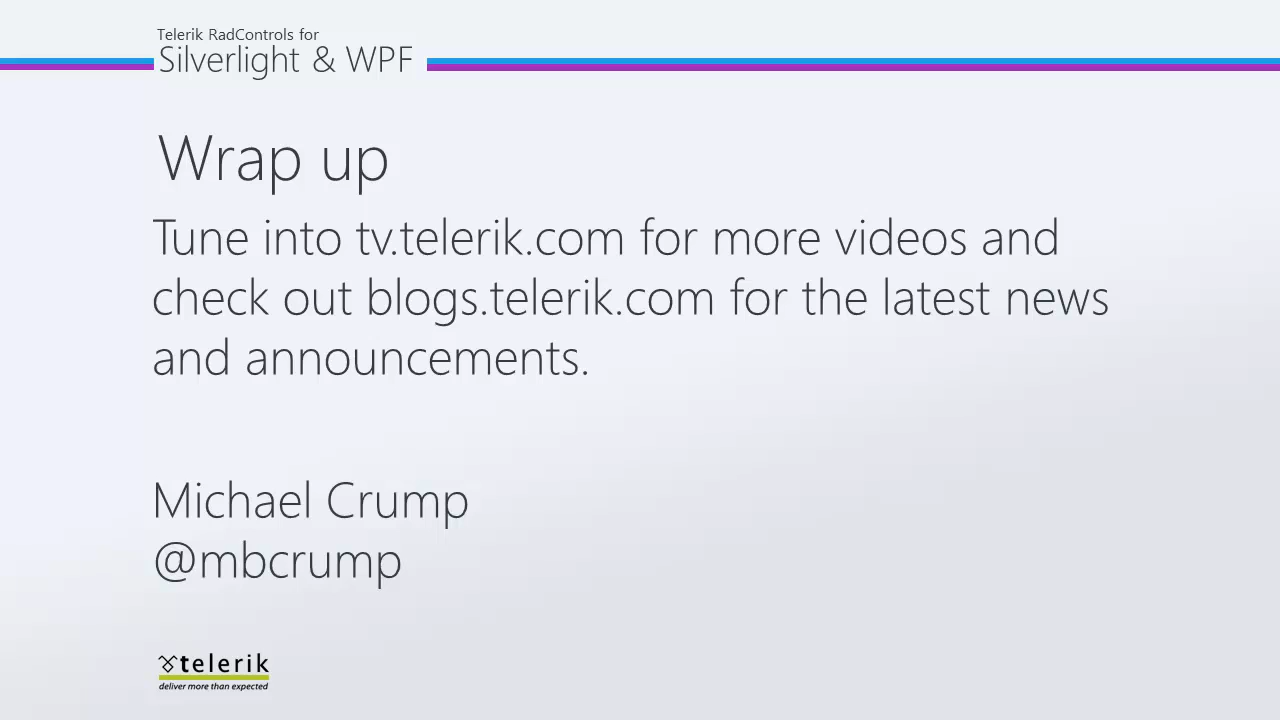 Telerik RadControls for
Silverlight & WPF
Wrap up
Tune into tv.telerik.com for more videos and
check out blogs.telerik.com for the latest news
and announcements.
Michael Crump
@mbcrump
telerik
deliver more than expected